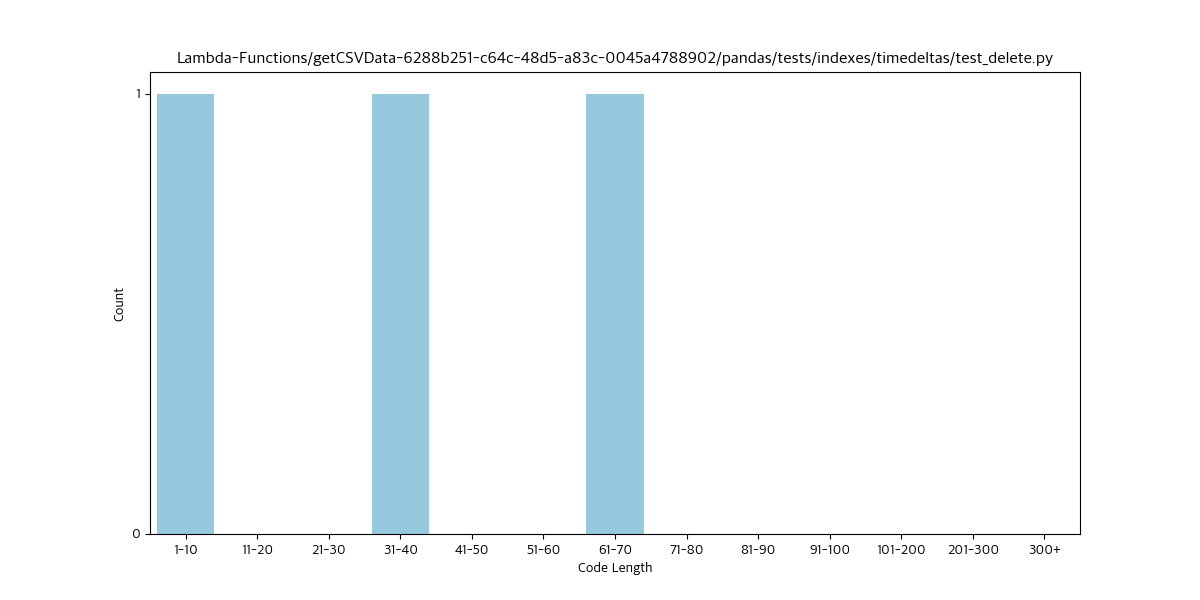 Lambda-Functions/getCSVData-6288b251-c64c-48d5-a83c-0045a4788902/pandas/tests/indexes/timedeltas/test_delete.py
1
Count
0
1-10 11-20 21-30 31-40 41-50 51-60 61-70 71-80 81-90 91-100 101-200 201-300 300+
Code Length